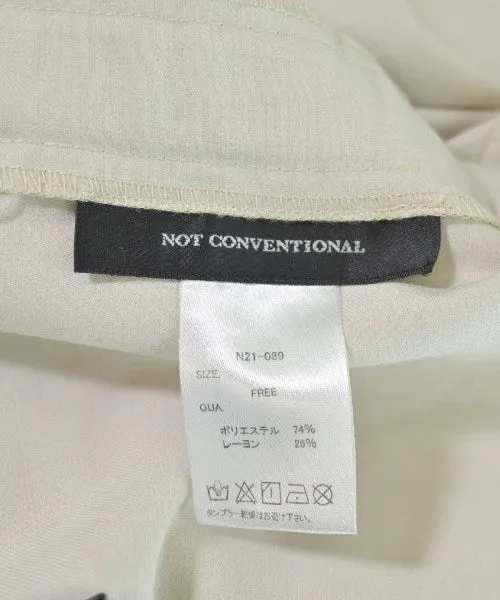 NOT CONVENTIONAL
N21-089
SIZE.
FREE
QUA.
ポリエステル 74%
レーヨン 26%
タンブラー乾燥はお避け下さい。